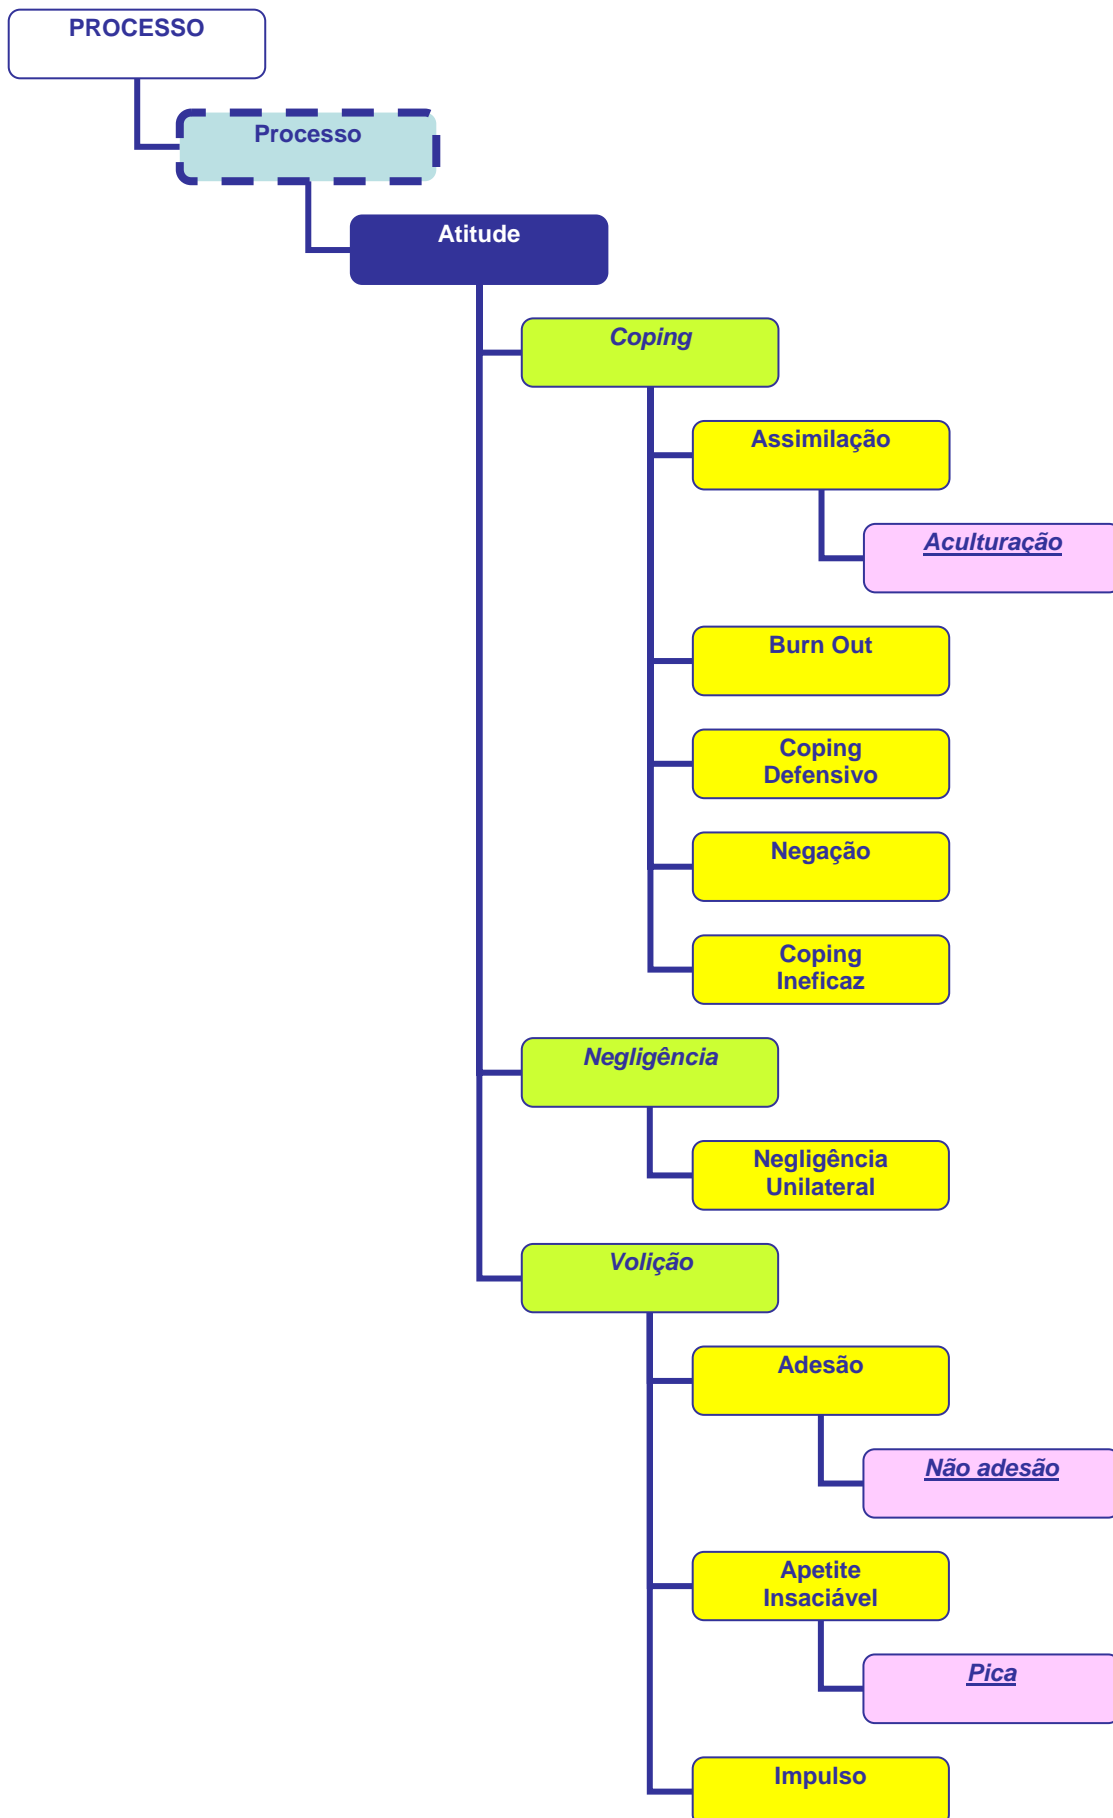 PROCESSO
Processo
Atitude
Coping
Assimilação
Aculturação
Burn Out
Coping
Defensivo
Negação
Coping
Ineficaz
Negligência
Negligência
Unilateral
Volição
Adesão
Não adesão
Apetite
Insaciável
Pica
Impulso